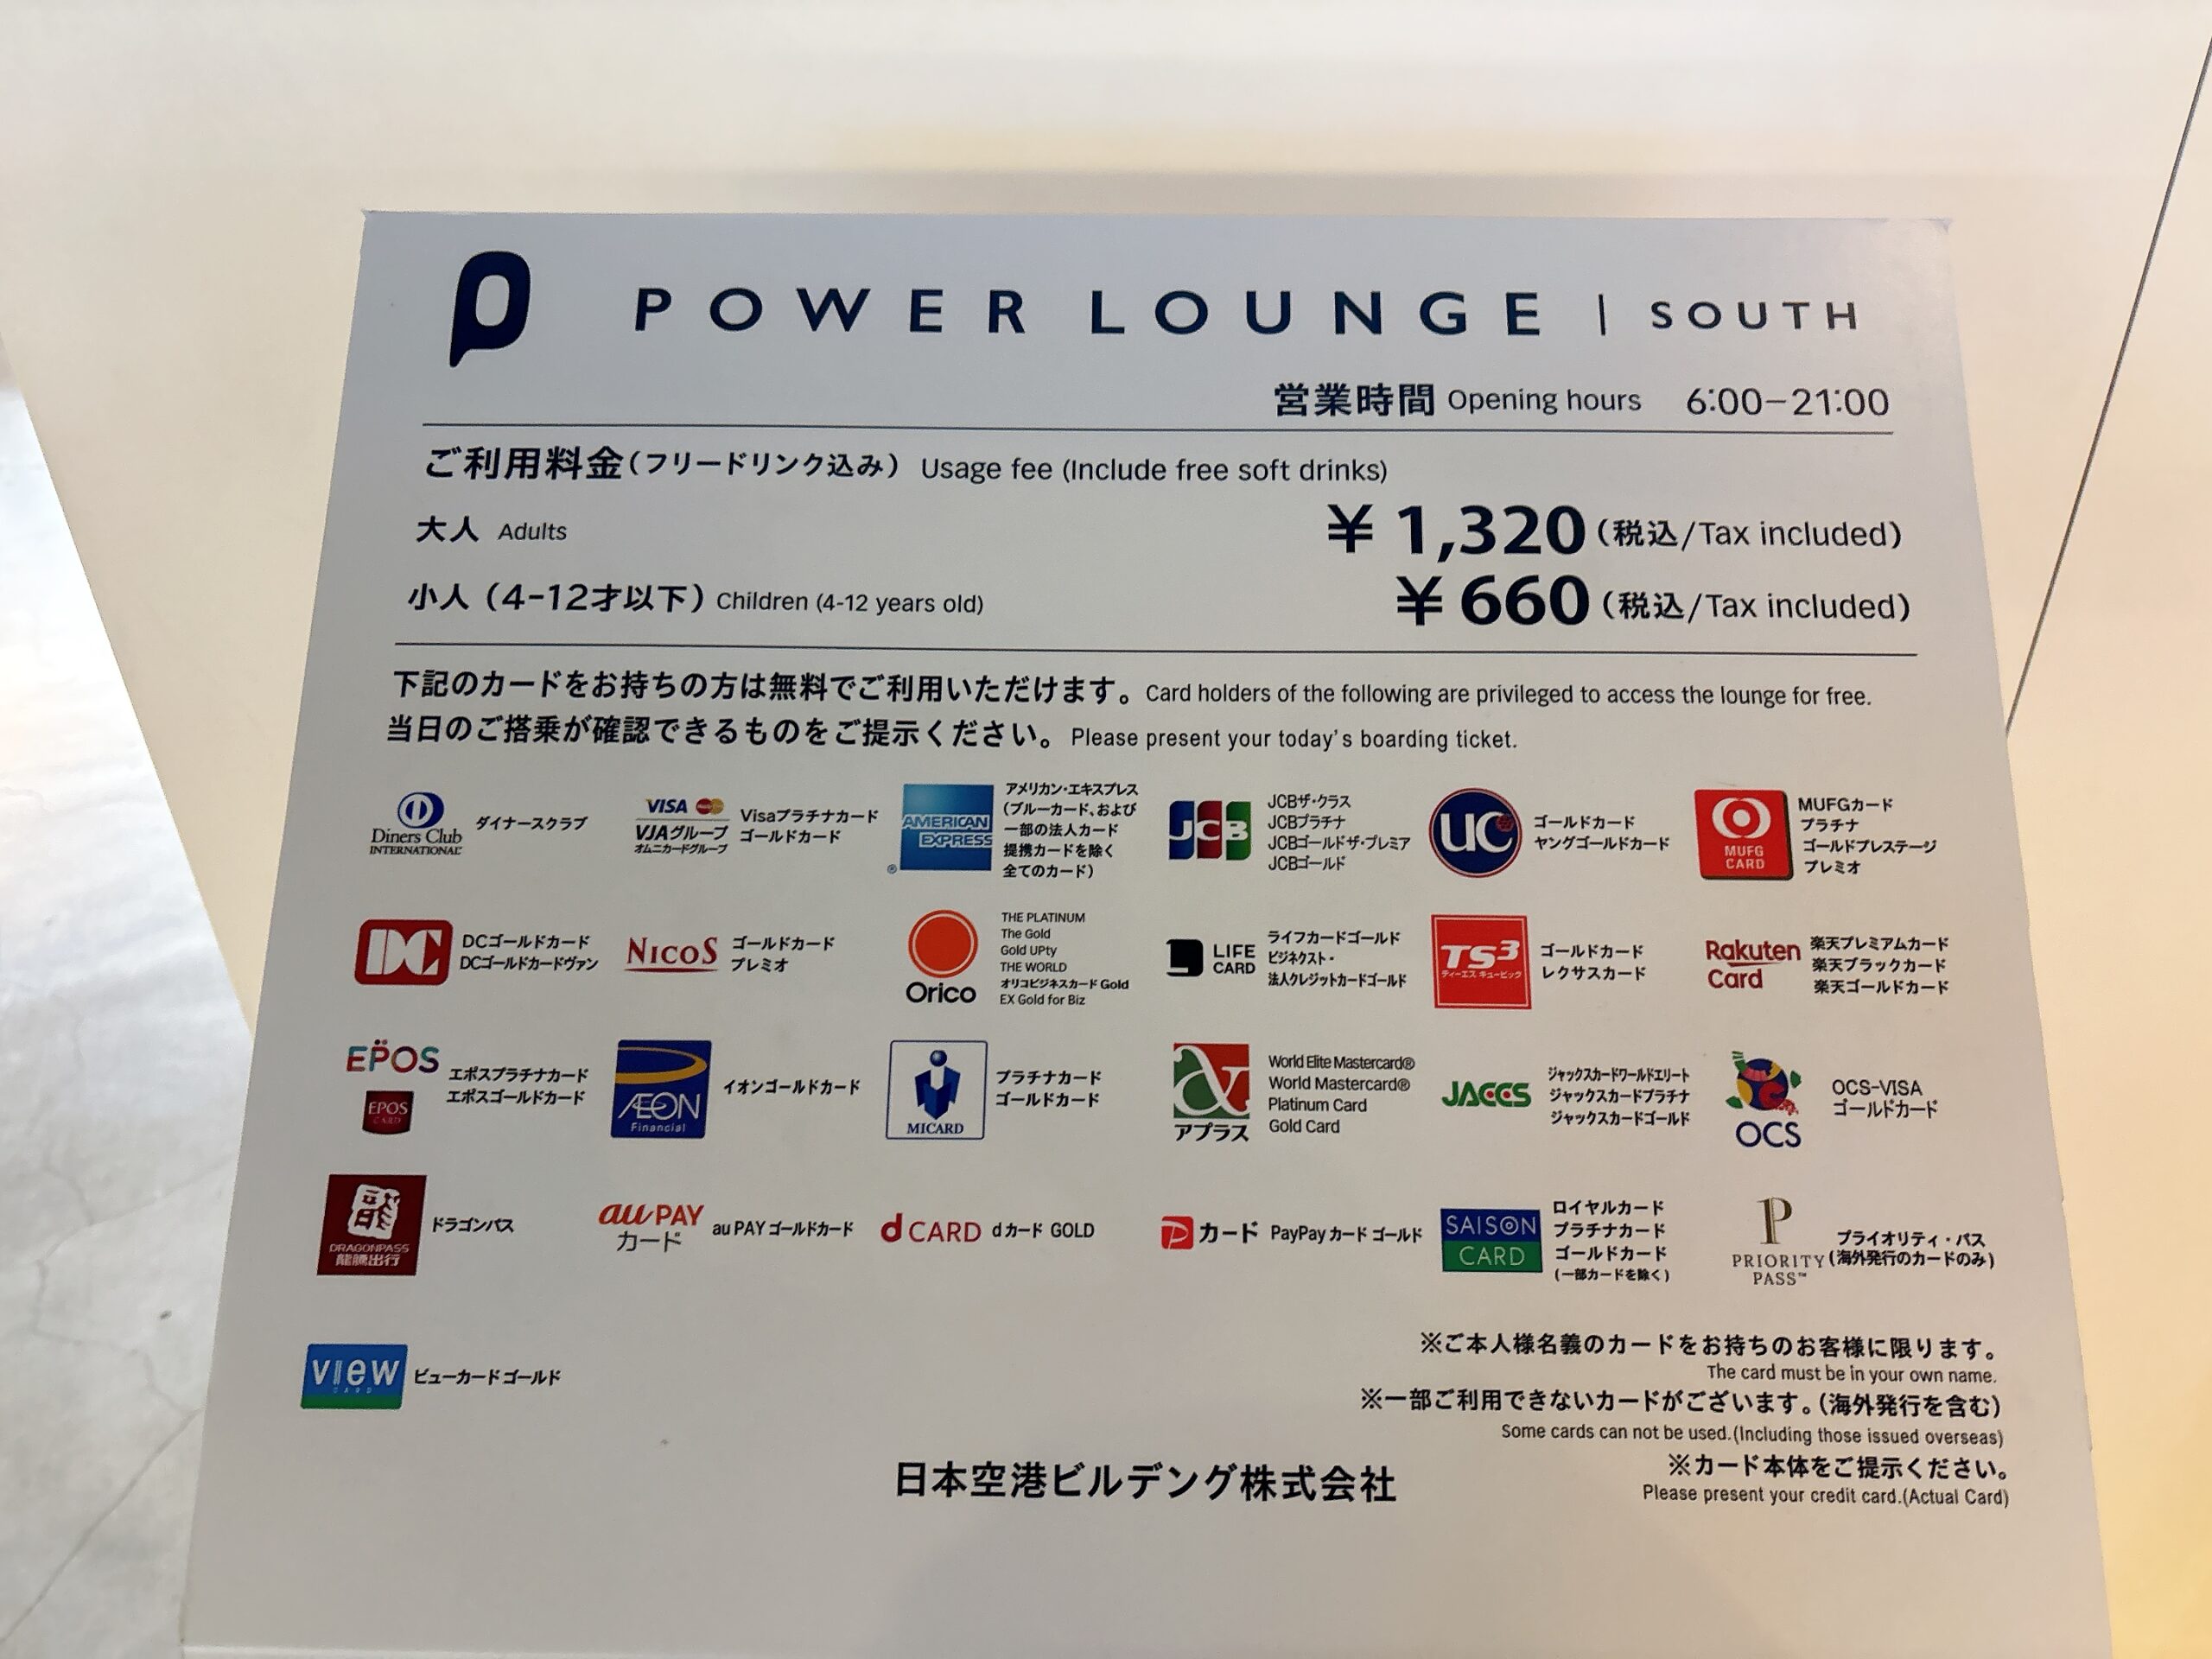 POWER LOUNGE | SOUTH
営業時間 Opening hours 6:00-21:00
ご利用料金(フリードリンク込み) Usage fee (Include free soft drinks)
大人 Adults ¥ 1,320 (税込/Tax included)
小人(4-12才以下) Children (4-12 years old) ¥ 660 (税込/Tax included)
下記のカードをお持ちの方は無料でご利用いただけます。Card holders of the following are privileged to access the lounge for free.
当日のご搭乗が確認できるものをご提示ください。Please present your today's boarding ticket.
Diners Club
INTERNATIONAL
ダイナースクラブ
VISA
VJAグループ
オムニカードグループ
Visaプラチナカード
ゴールドカード
AMERICAN
EXPRESS
®
アメリカン・エキスプレス
(ブルーカード、および
一部の法人カード
提携カードを除く
全てのカード)
JCB
JCBザ・クラス
JCBプラチナ
JCBゴールドザ・プレミア
JCBゴールド
UC
ゴールドカード
ヤングゴールドカード
MUFG
CARD
MUFGカード
プラチナ
ゴールドプレステージ
プレミオ
DC
DCゴールドカード
DCゴールドカードヴァン
NICOS
ゴールドカード
プレミオ
Orico
THE PLATINUM
The Gold
Gold UPty
THE WORLD
オリコビジネスカード Gold
EX Gold for Biz
LIFE
CARD
ライフカードゴールド
ビジネクスト・
法人クレジットカードゴールド
TS3
ティーエス キュービック
ゴールドカード
レクサスカード
Rakuten
Card
楽天プレミアムカード
楽天ブラックカード
楽天ゴールドカード
EPOS
EPOS
CARD
エポスプラチナカード
エポスゴールドカード
ÆON
Financial
イオンゴールドカード
MICARD
プラチナカード
ゴールドカード
アプラス
World Elite Mastercard®
World Mastercard®
Platinum Card
Gold Card
JACCS
ジャックスカードワールドエリート
ジャックスカードプラチナ
ジャックスカードゴールド
OCS
OCS-VISA
ゴールドカード
DRAGONPASS
龍騰出行
ドラゴンパス
au PAY
カード
au PAY ゴールドカード
d CARD
dカード GOLD
カード
PayPayカード ゴールド
SAISON
CARD
ロイヤルカード
プラチナカード
ゴールドカード
(一部カードを除く)
PRIORITY
PASS™
プライオリティ・パス
(海外発行のカードのみ)
VIEW
CARD
ビューカード ゴールド
※ご本人様名義のカードをお持ちのお客様に限ります。
The card must be in your own name.
※一部ご利用できないカードがございます。(海外発行を含む)
Some cards can not be used.(Including those issued overseas)
※カード本体をご提示ください。
Please present your credit card.(Actual Card)
日本空港ビルデング株式会社